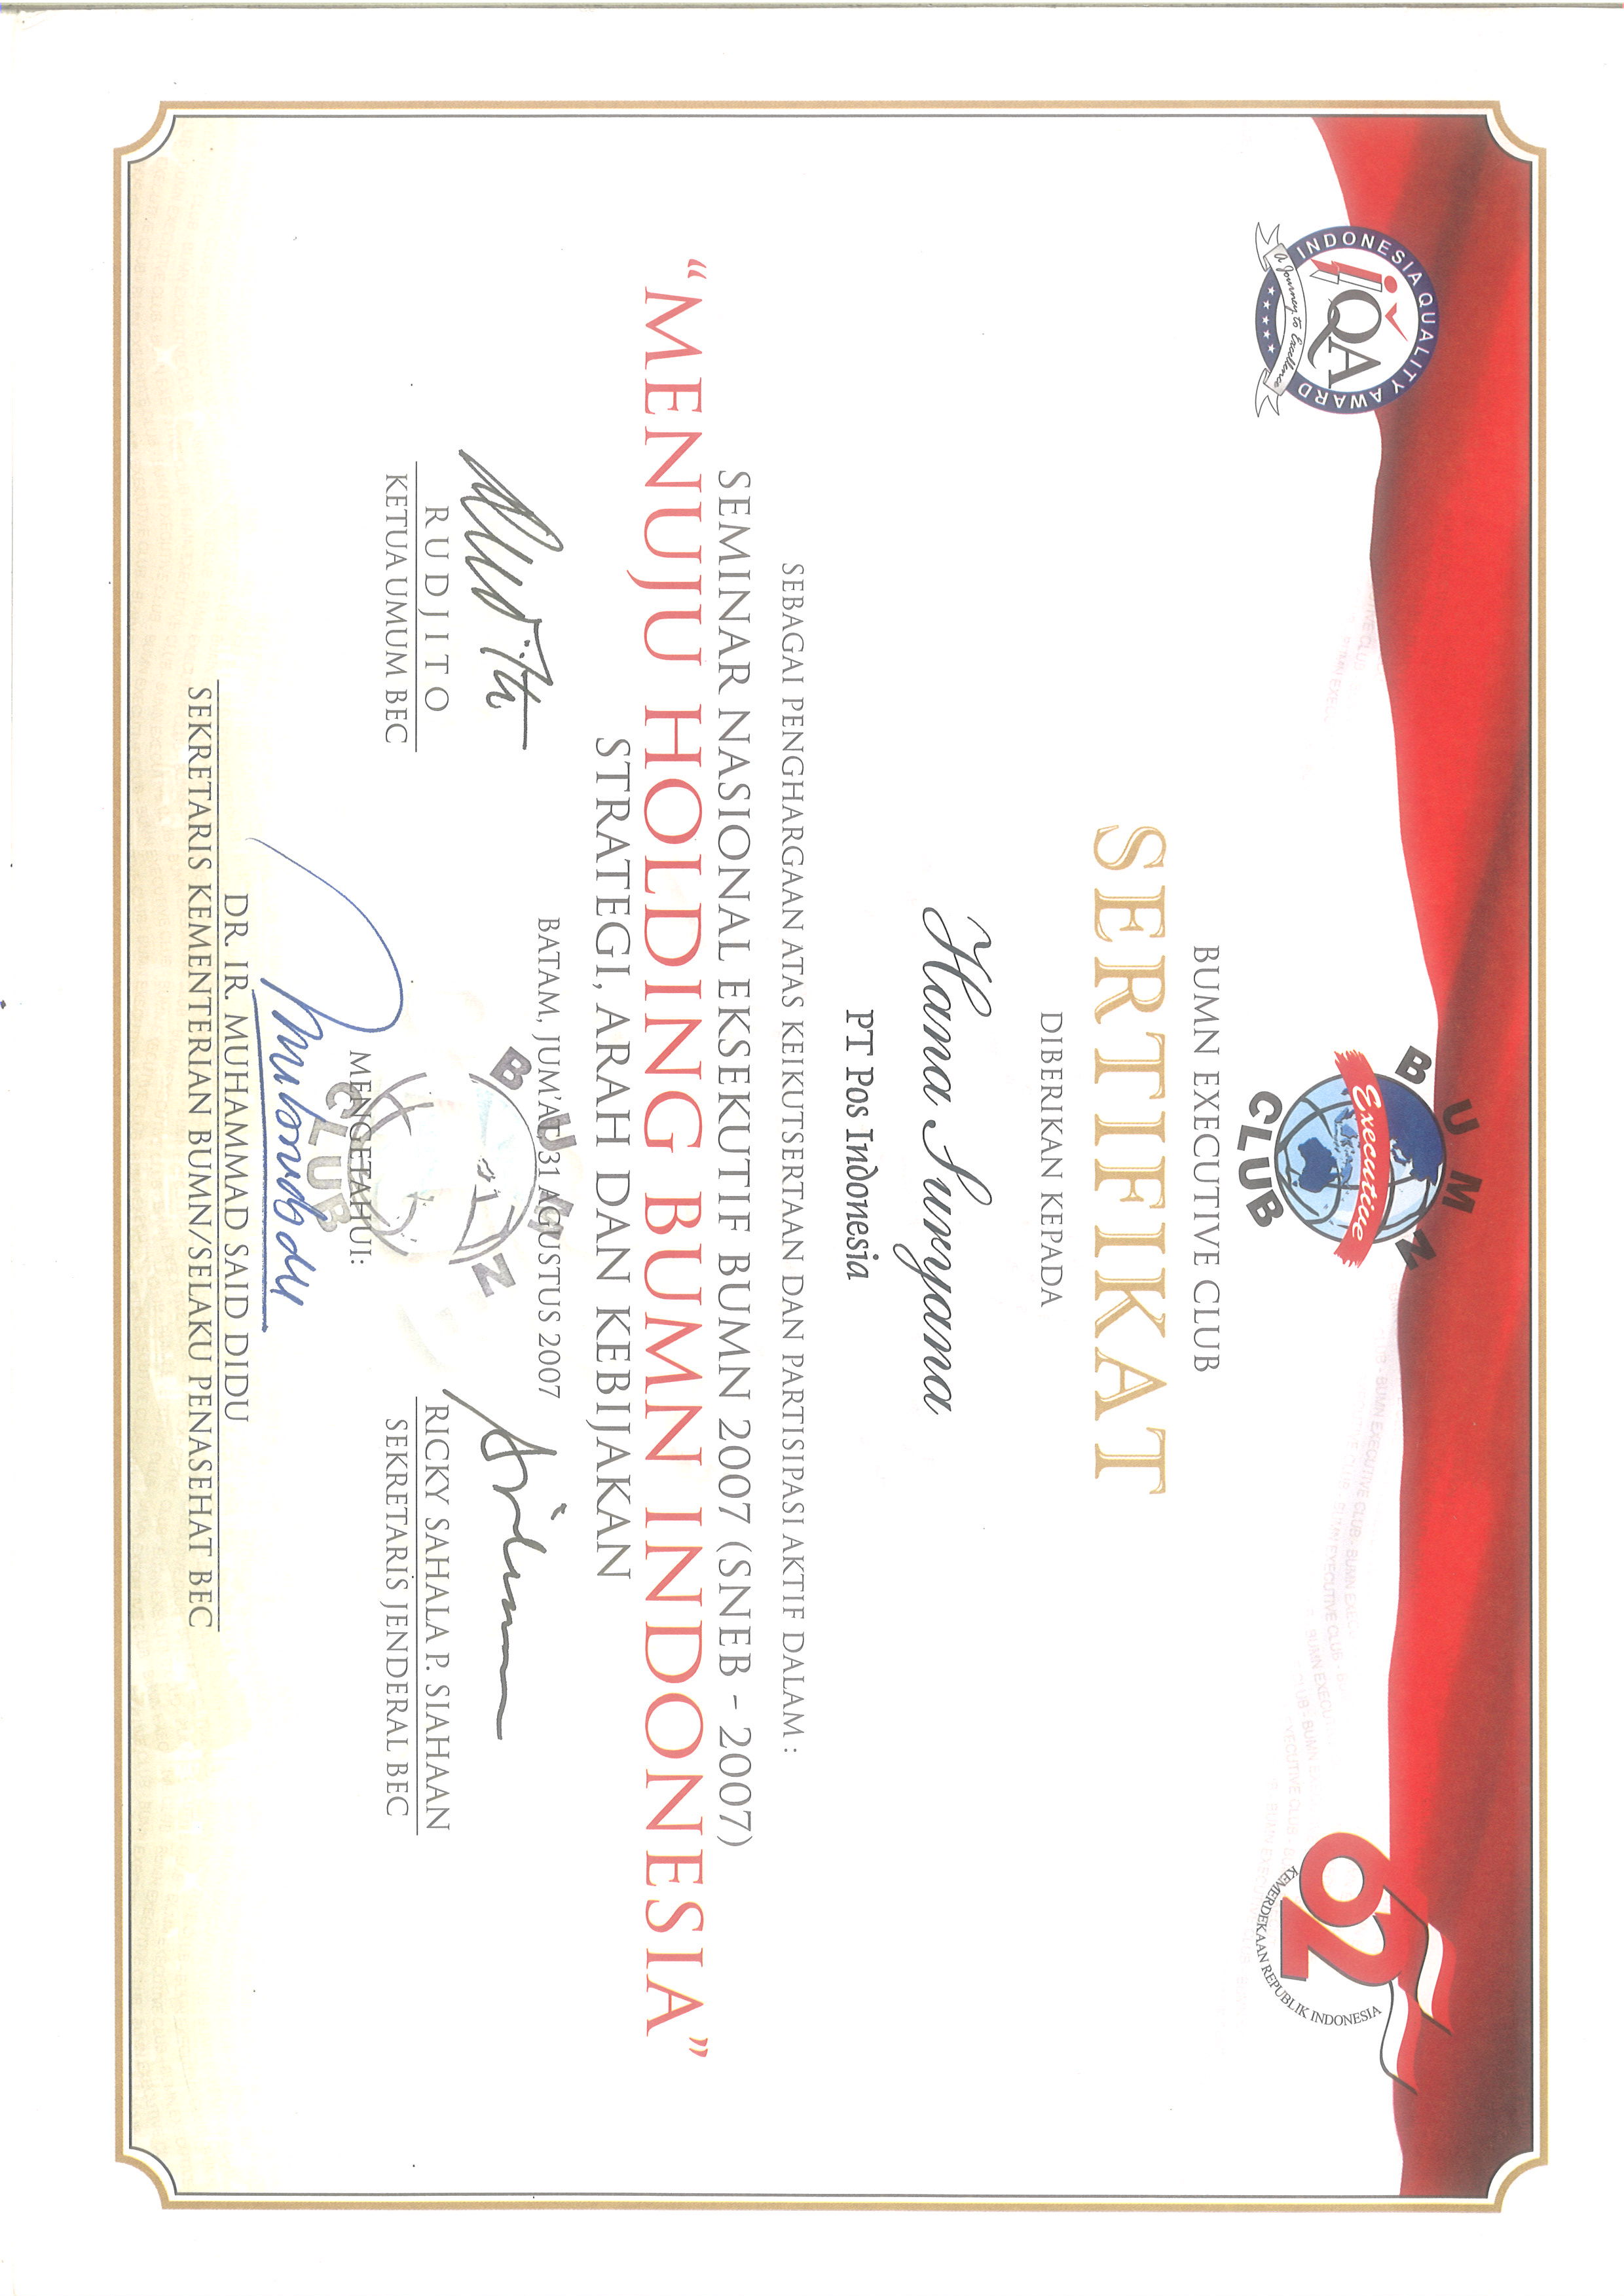 INDONESIA QUALITY AWARD
iQA
A Journey to Excellence
BUMN
Executive
CLUB
62
KEMERDEKAAN REPUBLIK INDONESIA
BUMN EXECUTIVE CLUB
SERTIFIKAT
DIBERIKAN KEPADA
Hana Suryana
PT Pos Indonesia
SEBAGAI PENGHARGAAN ATAS KEIKUTSERTAAN DAN PARTISIPASI AKTIF DALAM :
SEMINAR NASIONAL EKSEKUTIF BUMN 2007 (SNEB - 2007)
“MENUJU HOLDING BUMN INDONESIA”
STRATEGI, ARAH DAN KEBIJAKAN
BATAM, JUM’AT, 31 AGUSTUS 2007
BUMN
CLUB
RUDJITO
KETUA UMUM BEC
RICKY SAHALA P. SIAHAAN
SEKRETARIS JENDERAL BEC
MENGETAHUI:
DR. IR. MUHAMMAD SAID DIDU
SEKRETARIS KEMENTERIAN BUMN/SELAKU PENASEHAT BEC